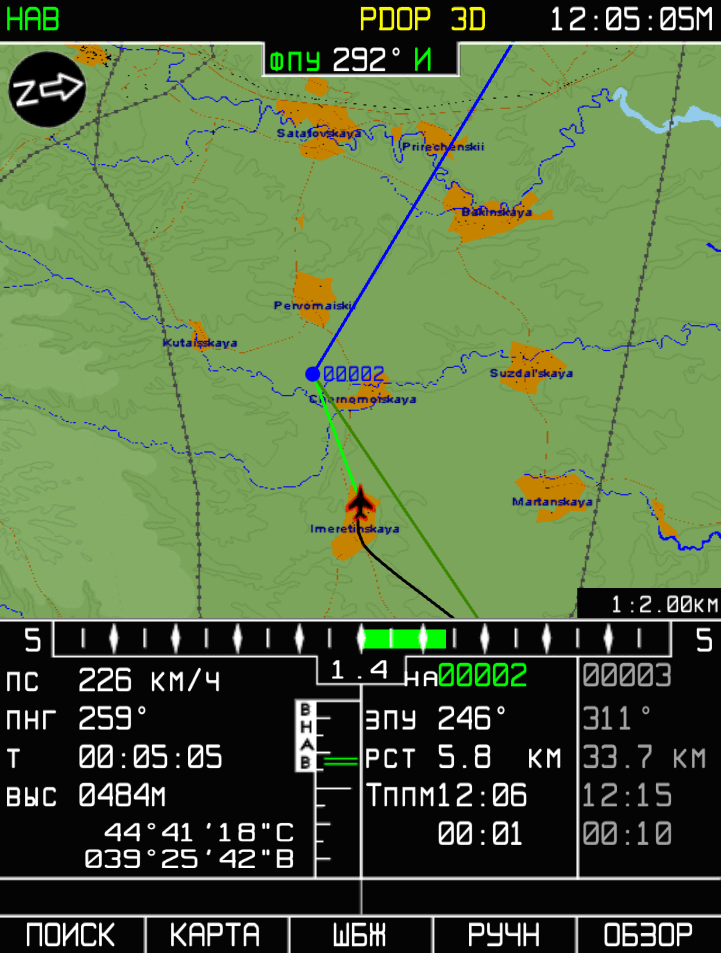 НАВ PDOP 3D 12:05:05М
ФПУ 292° И
Z
Saratovskaya
Prirechenskii
Bakinskaya
Pervomaiskii
Kutaisskaya
00002
Suzdal'skaya
Chernomorskaya
Martanskaya
Imeretinskaya
1:2.00КМ
5 5
1.4
ПС 226 КМ/Ч НА00002 00003
ПНГ 259° ЗПУ 246° 311°
Т 00:05:05 РСТ 5.8 КМ 33.7 КМ
ВЫС 0484М ТППМ12:06 12:15
44°41'18"С 00:01 00:10
039°25'42"В
ВНАВ
ПОИСК КАРТА ШБЖ РУЧН ОБЗОР